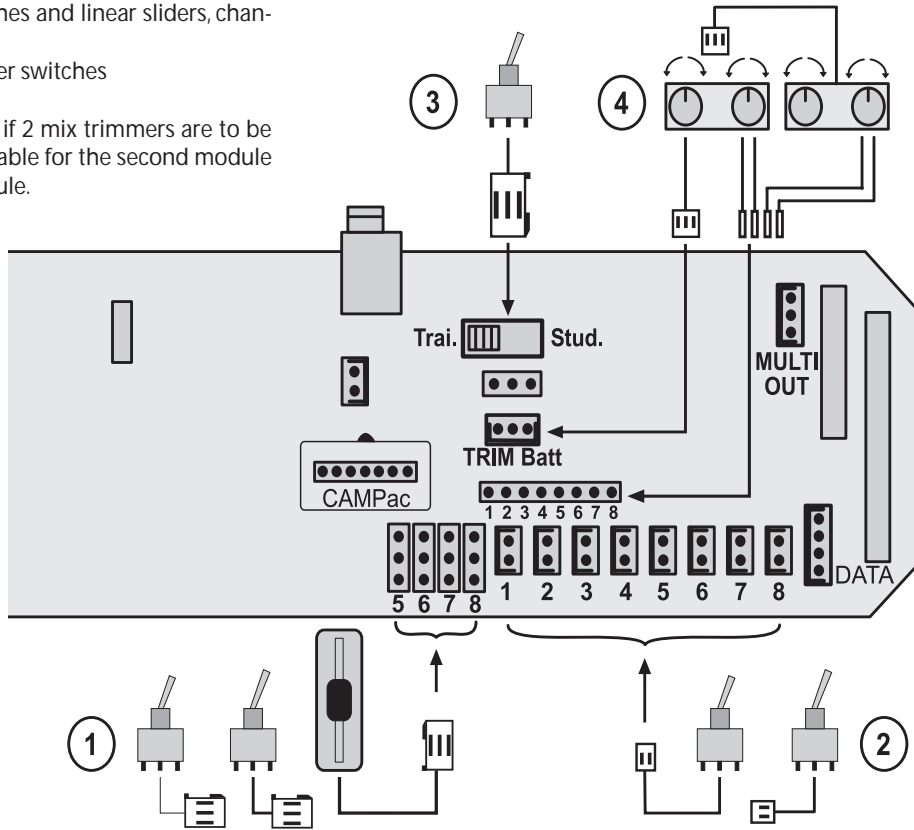 nes and linear sliders, chan-
er switches
if 2 mix trimmers are to be
able for the second module
ule.
3
4
Trai.
Stud.
MULTI
OUT
TRIM Batt
CAMPac
1 2 3 4 5 6 7 8
DATA
5 6 7 8
1 2 3 4 5 6 7 8
1
2